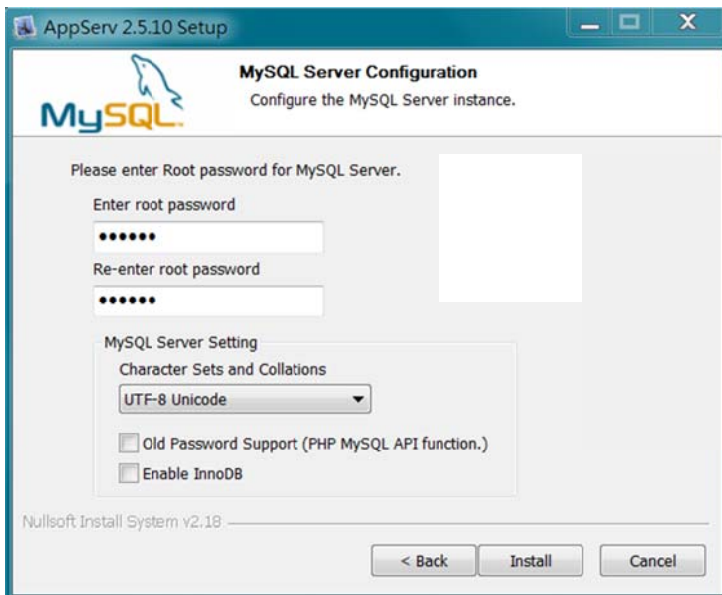 AppServ 2.5.10 Setup
MySQL Server Configuration
Configure the MySQL Server instance.
MySQL
Please enter Root password for MySQL Server.
Enter root password
••••••
Re-enter root password
••••••
MySQL Server Setting
Character Sets and Collations
UTF-8 Unicode
Old Password Support (PHP MySQL API function.)
Enable InnoDB
Nullsoft Install System v2.18
< Back
Install
Cancel